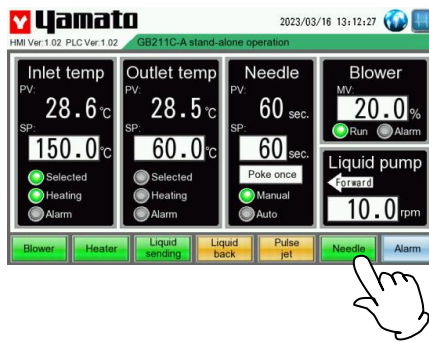 Yamato
2023/03/16 13:12:27
HMI Ver:1.02 PLC Ver:1.02
GB211C-A stand-alone operation
Inlet temp
PV:
28.6 ℃
SP:
150.0 ℃
Selected
Heating
Alarm
Outlet temp
PV:
28.5 ℃
SP:
60.0 ℃
Selected
Heating
Alarm
Needle
PV:
60 sec.
SP:
60 sec.
Poke once
Manual
Auto
Blower
MV:
20.0 %
Run Alarm
Liquid pump
Forward
10.0 rpm
Blower
Heater
Liquid
sending
Liquid
back
Pulse
jet
Needle
Alarm